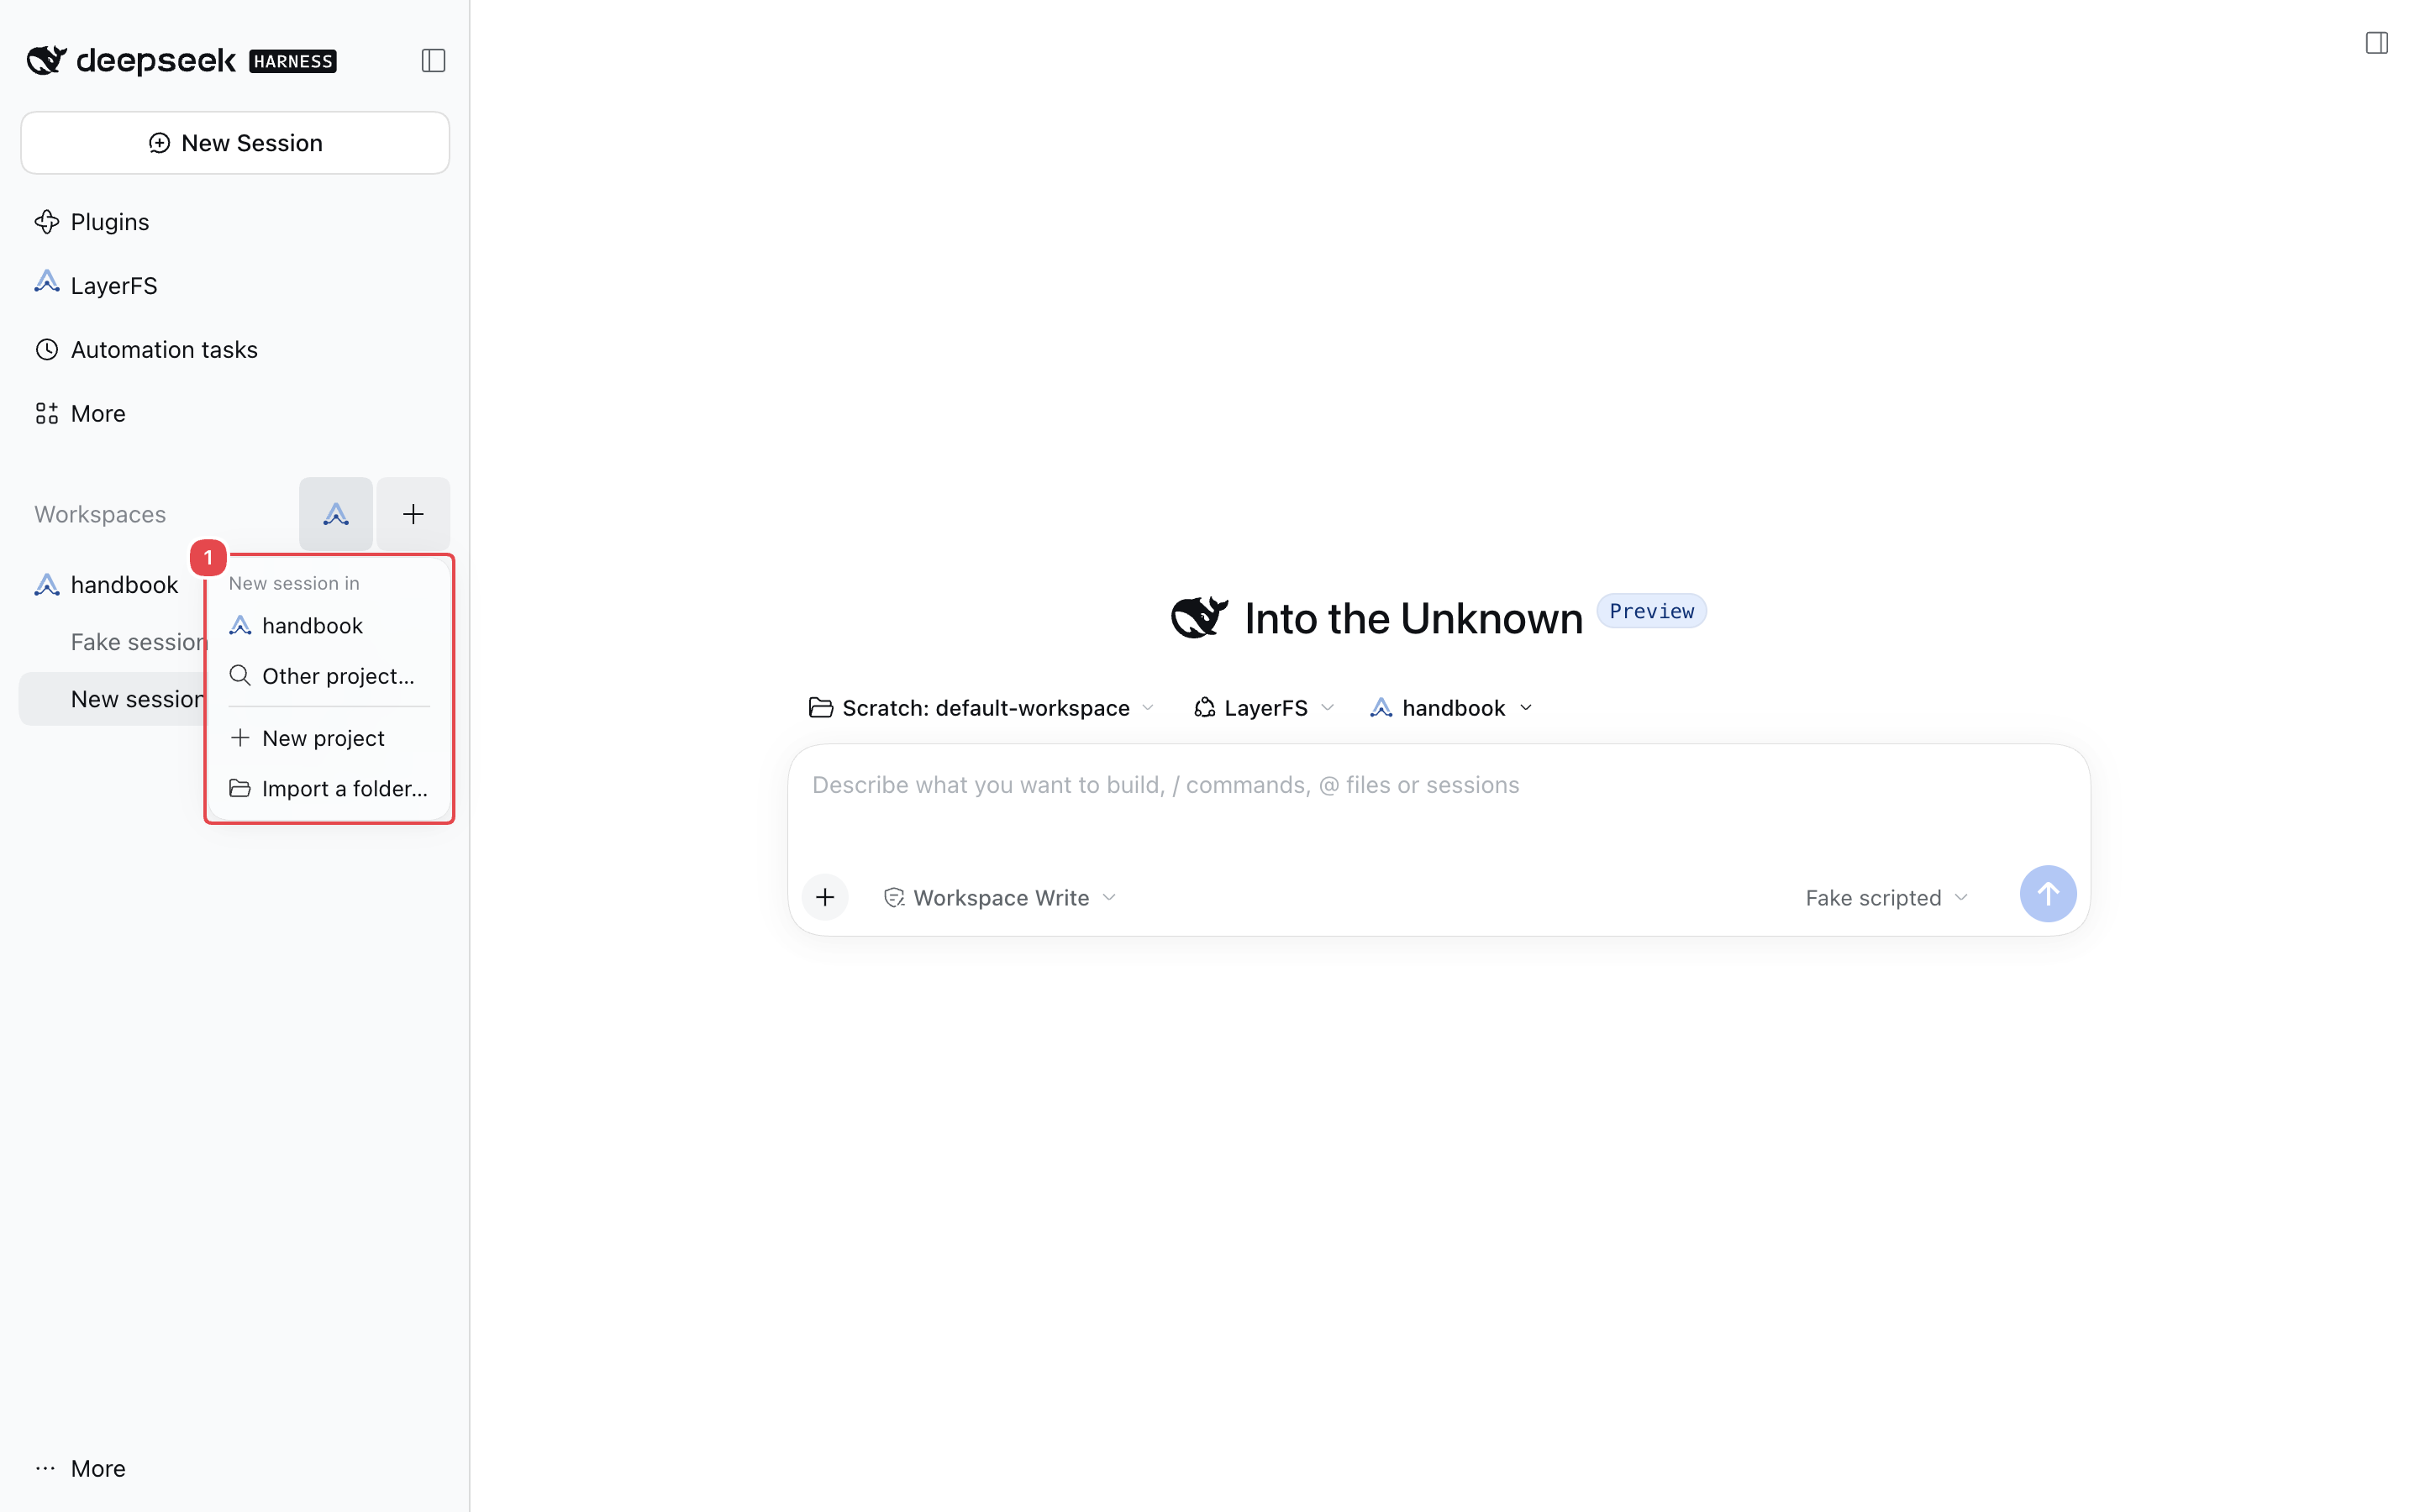 deepseek HARNESS
New Session
Plugins
LayerFS
Automation tasks
More
Workspaces
1
handbook
Fake session
New session
New session in
handbook
Other project...
New project
Import a folder...
More
Into the Unknown Preview
Scratch: default-workspace LayerFS handbook
Describe what you want to build, / commands, @ files or sessions
Workspace Write Fake scripted